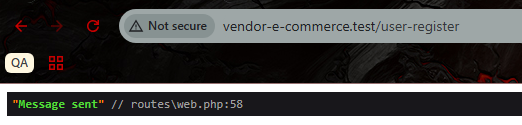 Not secure
vendor-e-commerce.test/user-register
QA
"Message sent" // routes\web.php:58